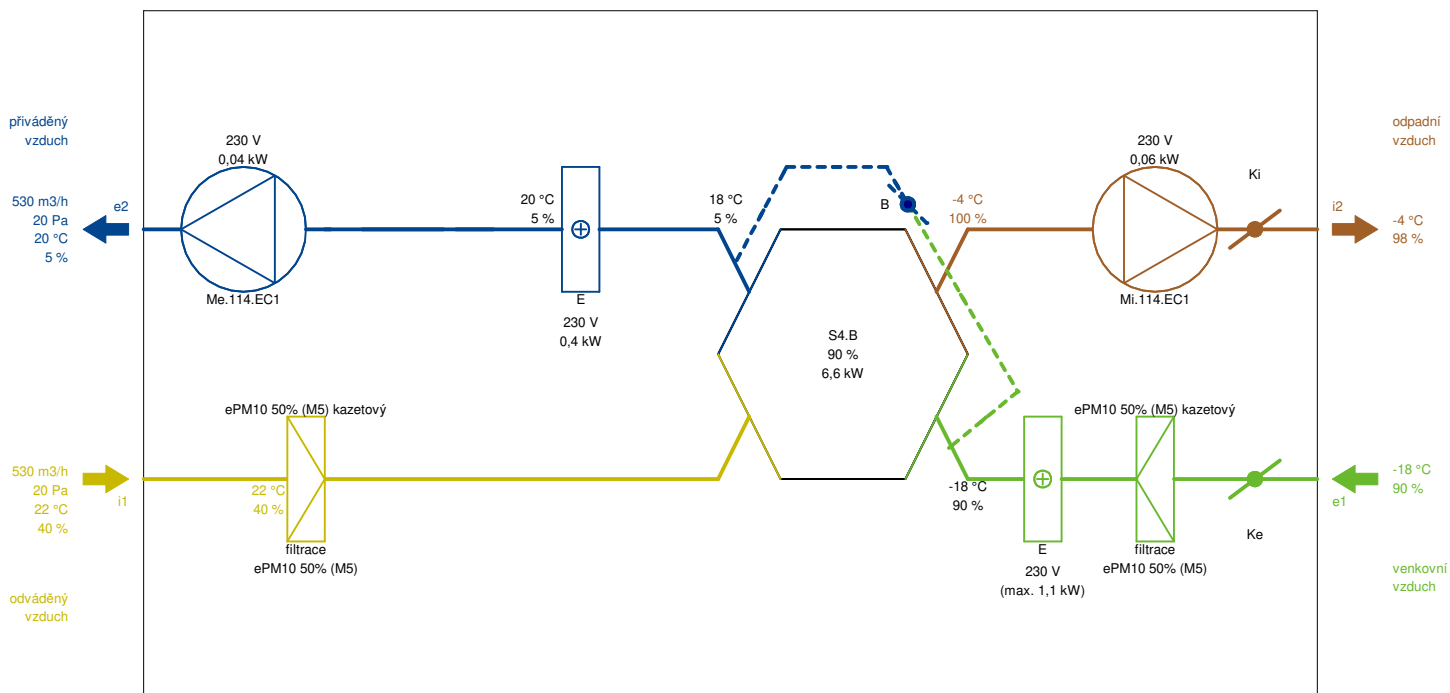 přiváděný
vzduch
530 m3/h
20 Pa
20 °C
5 %
e2
230 V
0,04 kW
Me.114.EC1
20 °C
5 %
E
230 V
0,4 kW
18 °C
5 %
B
-4 °C
100 %
230 V
0,06 kW
Mi.114.EC1
Ki
i2
odpadní
vzduch
-4 °C
98 %
S4.B
90 %
6,6 kW
530 m3/h
20 Pa
22 °C
40 %
i1
odváděný
vzduch
ePM10 50% (M5) kazetový
22 °C
40 %
filtrace
ePM10 50% (M5)
-18 °C
90 %
E
230 V
(max. 1,1 kW)
ePM10 50% (M5) kazetový
filtrace
ePM10 50% (M5)
Ke
e1
-18 °C
90 %
venkovní
vzduch